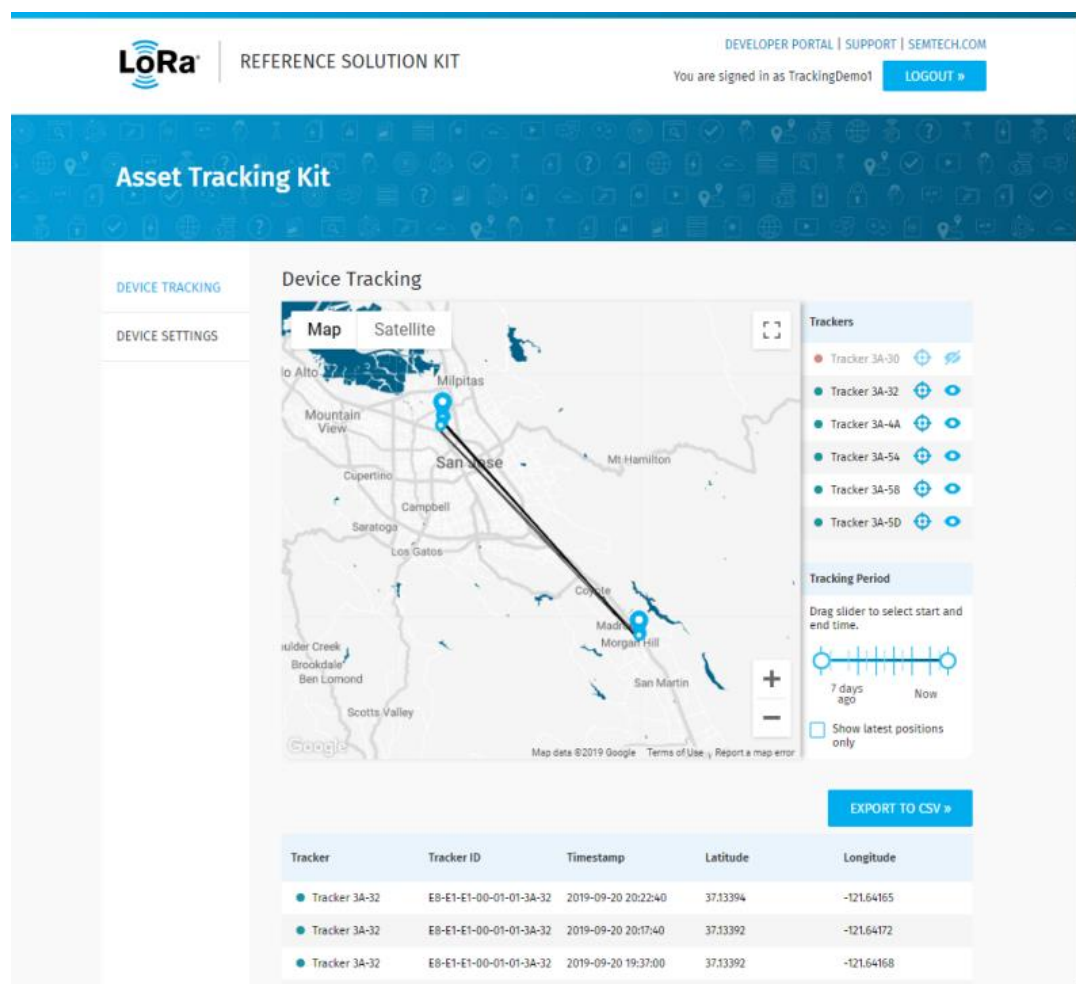 DEVELOPER PORTAL | SUPPORT | SEMTECH.COM
LoRa®
REFERENCE SOLUTION KIT
You are signed in as TrackingDemo1
LOGOUT »
Asset Tracking Kit
DEVICE TRACKING
DEVICE SETTINGS
Device Tracking
Map
Satellite
lo Alto
Milpitas
Mountain
View
San Jose
Mt Hamilton
Cupertino
Campbell
Saratoga
Los Gatos
Coyote
Morgan Hill
ulder Creek
Brookdale
Ben Lomond
San Martin
Scotts Valley
+
−
Google
Map data ©2019 Google
Terms of Use
Report a map error
Trackers
Tracker 3A-30
Tracker 3A-32
Tracker 3A-4A
Tracker 3A-54
Tracker 3A-58
Tracker 3A-5D
Tracking Period
Drag slider to select start and
end time.
7 days
ago
Now
Show latest positions
only
EXPORT TO CSV »
Tracker Tracker ID Timestamp Latitude Longitude
Tracker 3A-32 E8-E1-E1-00-01-01-3A-32 2019-09-20 20:22:40 37.13394 -121.64165
Tracker 3A-32 E8-E1-E1-00-01-01-3A-32 2019-09-20 20:17:40 37.13392 -121.64172
Tracker 3A-32 E8-E1-E1-00-01-01-3A-32 2019-09-20 19:37:00 37.13392 -121.64168